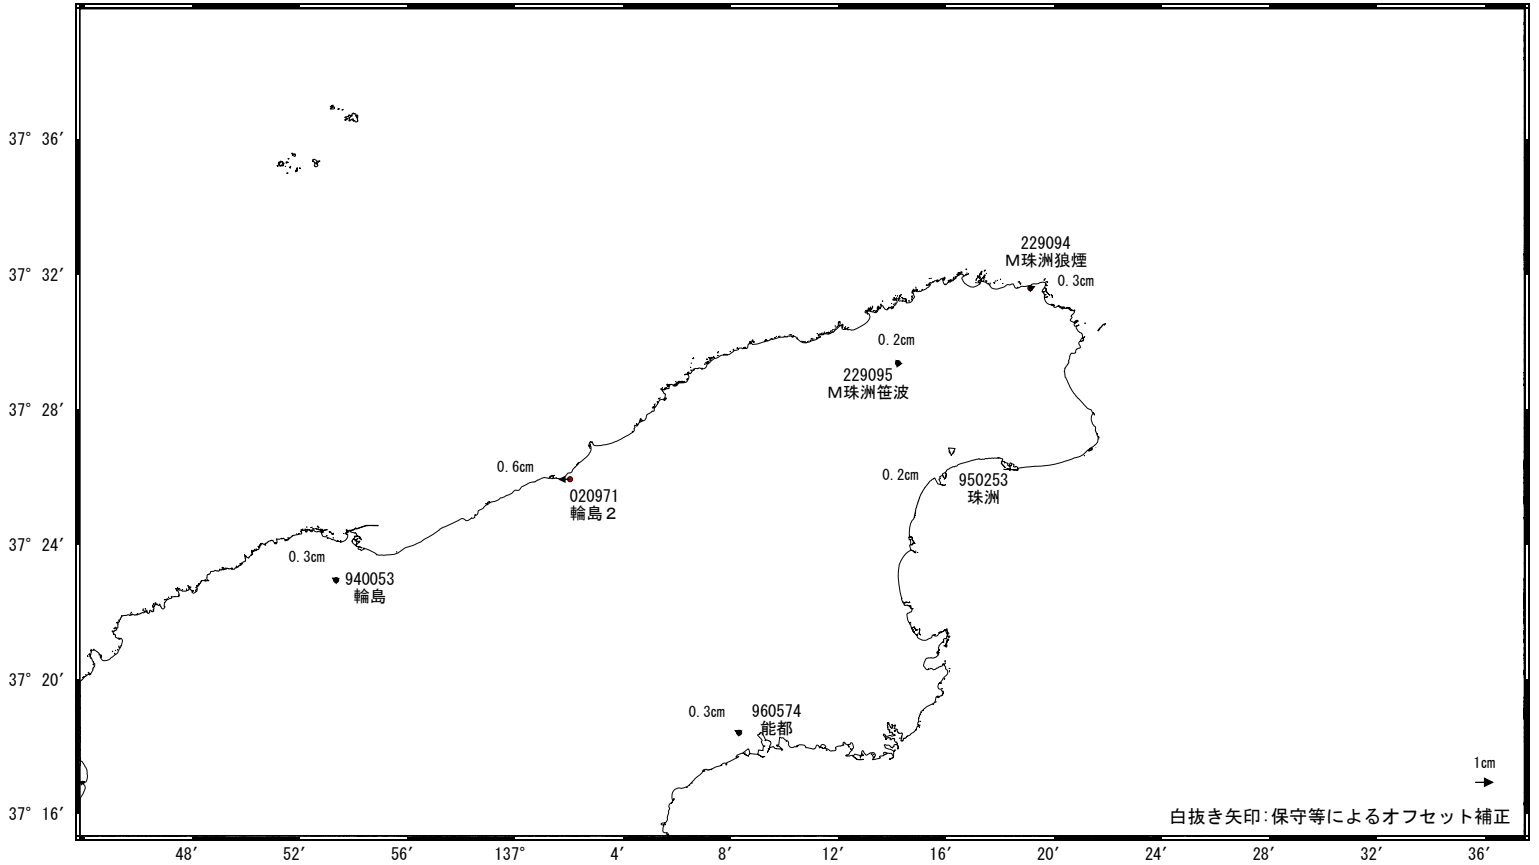 37° 36′
229094
M珠洲狼煙
37° 32′
0.3cm
0.2cm
229095
M珠洲笹波
37° 28′
0.6cm
020971
輪島２
0.2cm
950253
珠洲
37° 24′
0.3cm
940053
輪島
37° 20′
0.3cm
960574
能都
1cm
37° 16′
白抜き矢印:保守等によるオフセット補正
48′ 52′ 56′ 137° 4′ 8′ 12′ 16′ 20′ 24′ 28′ 32′ 36′